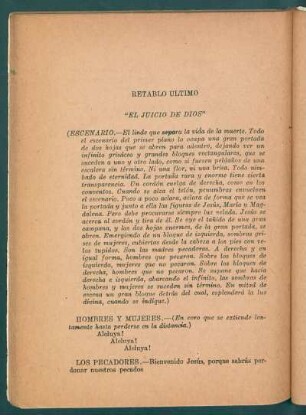 RETABLO ULTIMO
"EL JUICIO DE DIOS"
(ESCENARIO.—El linde que separa la vida de la muerte. Todo
el escenario del primer plano lo ocupa una gran portada
de dos hojas que se abren para adentro, dejando ver un
infinito grisáceo y grandes bloques rectangulares, que se
suceden a uno y otro lado, como si fuesen peldaños de una
escalera sin término. Ni una flor, ni una brisa. Todo anima-
lado de eternidad. La portada rara y enorme tiene cierta
transparencia. Un cordón cuelga de derecha, como en los
conventos. Cuando se alza el telón, penumbras envuelven
el escenario. Poco a poco aclara, aclara de forma que se vea
la portada y junto a ella las figuras de Jesús, María y Mag-
dalena. Pero debe procurarse siempre luz velada. Jesús se
acerca al cordón y tira de él. Se oye el tañido de una gran
campana, y las dos hojas enormes, de la gran portada, se
abren. Emergiendo de un bloque de izquierda, sombras gri-
ses de mujeres, cubiertas desde la cabeza a los pies con ve-
los tupidos. Son las madres pecadoras. A derecha y en
igual forma, hombres que pecaron. Sobre los bloques de
izquierda, mujeres que no pecaron. Sobre los bloques de
derecha, hombres que no pecaron. Se supone que hacia
derecha e izquierda, abarcando el infinito, las sombras de
hombres y mujeres se suceden sin término. En mitad de
escena un gran bloque detrás del cual, esplenderá la luz
divina, cuando se indique.)
HOMBRES Y MUJERES.—(En coro que se extiende len-
tamente hasta perderse en la distancia.)
Aleluya!
Aleluya!
Aleluya!
LOS PECADORES.—Bienvenido Jesús, porque sabrás per-
donar nuestros pecados